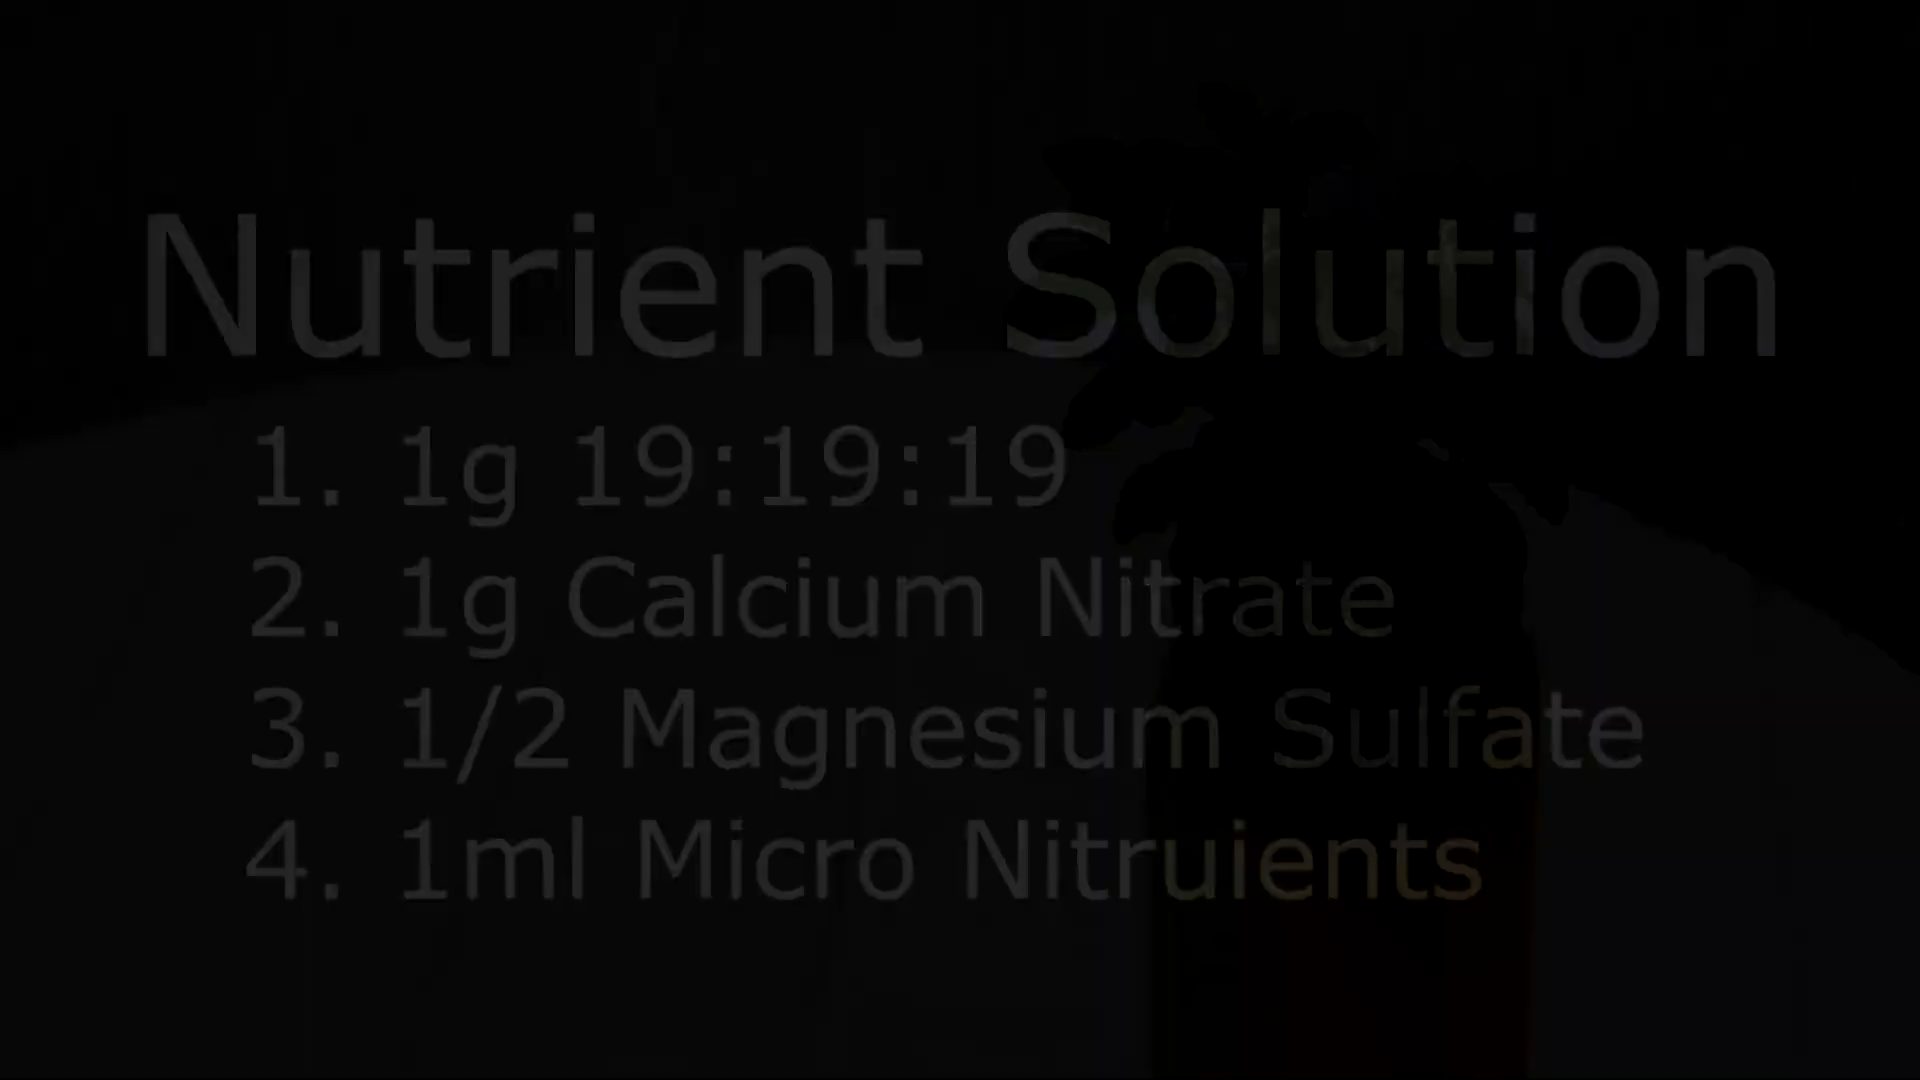 Nutrient Solution
1. 1g 19:19:19
2. 1g Calcium Nitrate
3. 1/2 Magnesium Sulfate
4. 1ml Micro Nitruients